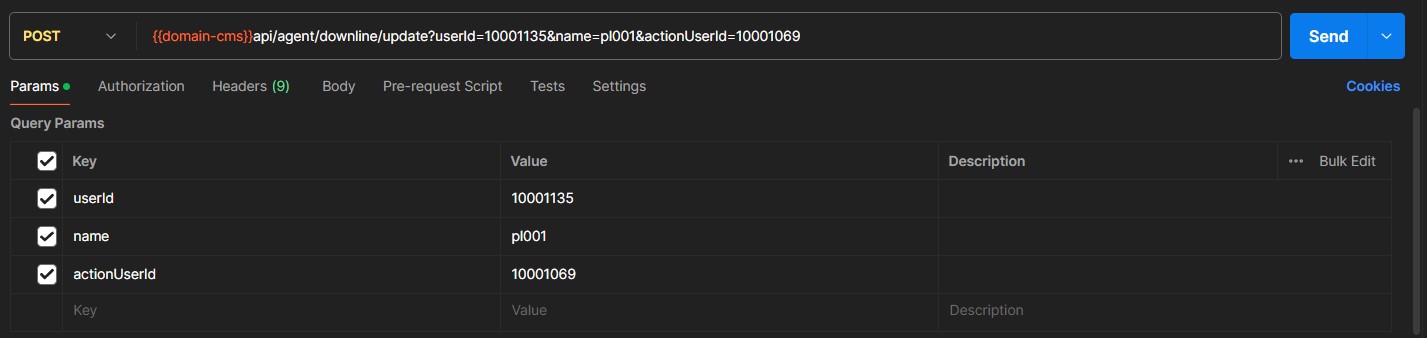 POST {{domain-cms}}api/agent/downline/update?userId=10001135&name=pl001&actionUserId=10001069 Send
Params Authorization Headers (9) Body Pre-request Script Tests Settings Cookies
Query Params
Key Value Description ••• Bulk Edit
userId 10001135
name pl001
actionUserId 10001069
Key Value Description